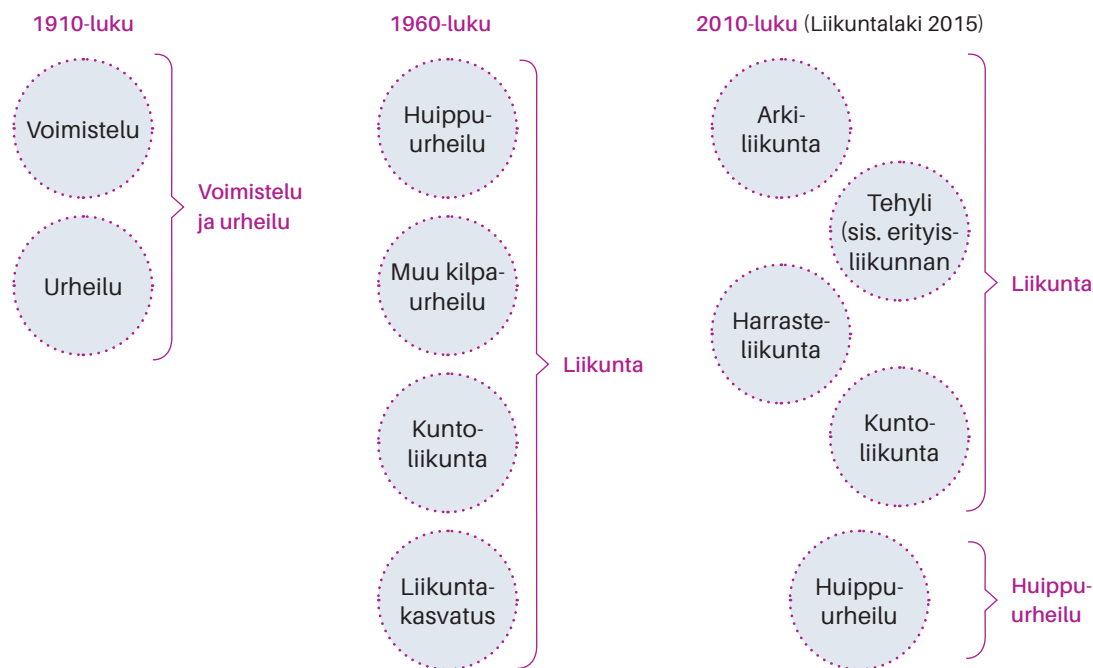 1910-luku
Voimistelu
Urheilu
Voimistelu
ja urheilu
1960-luku
Huippu-
urheilu
Muu kilpa-
urheilu
Kunto-
liikunta
Liikunta-
kasvatus
Liikunta
2010-luku (Liikuntalaki 2015)
Arki-
liikunta
Tehyli
(sis. erityis-
liikunnan
Harraste-
liikunta
Kunto-
liikunta
Liikunta
Huippu-
urheilu
Huippu-
urheilu